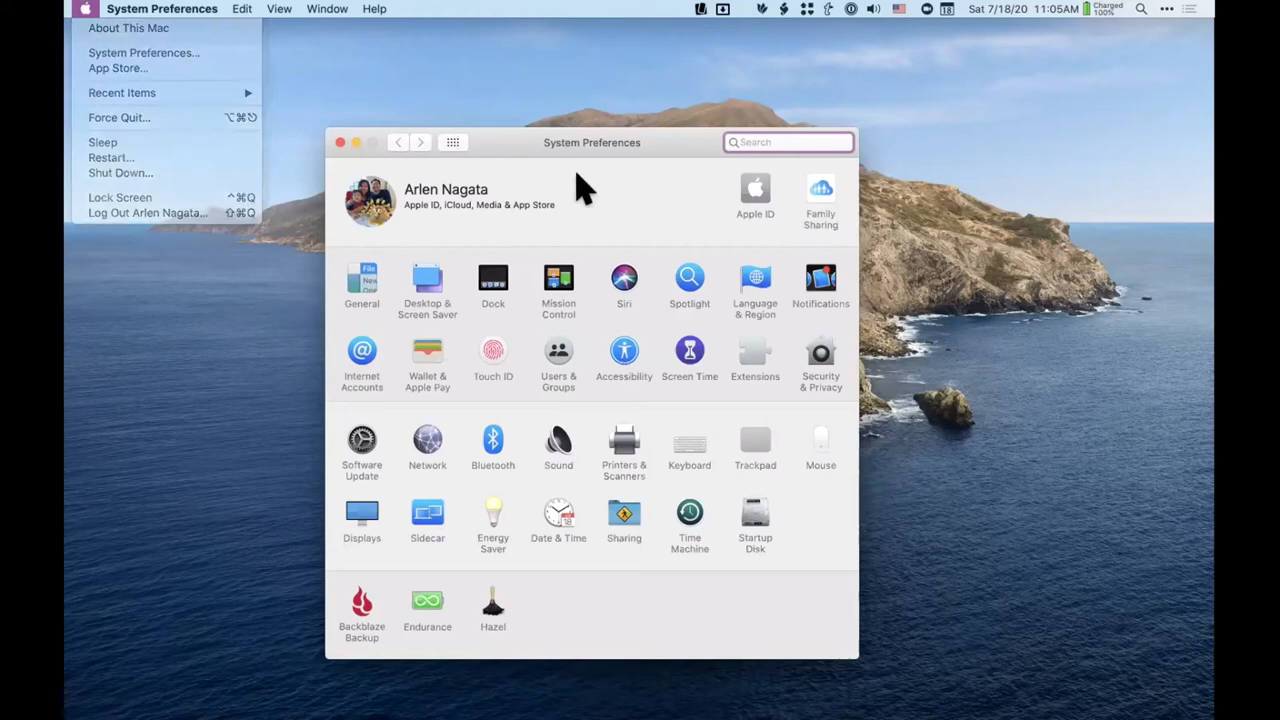 System Preferences Edit View Window Help
Sat 7/18/20 11:05AM Charged 100%
About This Mac
System Preferences...
App Store...
Recent Items
Force Quit... ⌥⌘⎋
Sleep
Restart...
Shut Down...
Lock Screen ^⌘Q
Log Out Arlen Nagata... ⇧⌘Q
System Preferences
Search
Arlen Nagata
Apple ID, iCloud, Media & App Store
Apple ID
Family
Sharing
General
Desktop &
Screen Saver
Dock
Mission
Control
Siri
Spotlight
Language
& Region
Notifications
Internet
Accounts
Wallet &
Apple Pay
Touch ID
Users &
Groups
Accessibility
Screen Time
Extensions
Security
& Privacy
Software
Update
Network
Bluetooth
Sound
Printers &
Scanners
Keyboard
Trackpad
Mouse
Displays
Sidecar
Energy
Saver
Date & Time
Sharing
Time
Machine
Startup
Disk
Backblaze
Backup
Endurance
Hazel